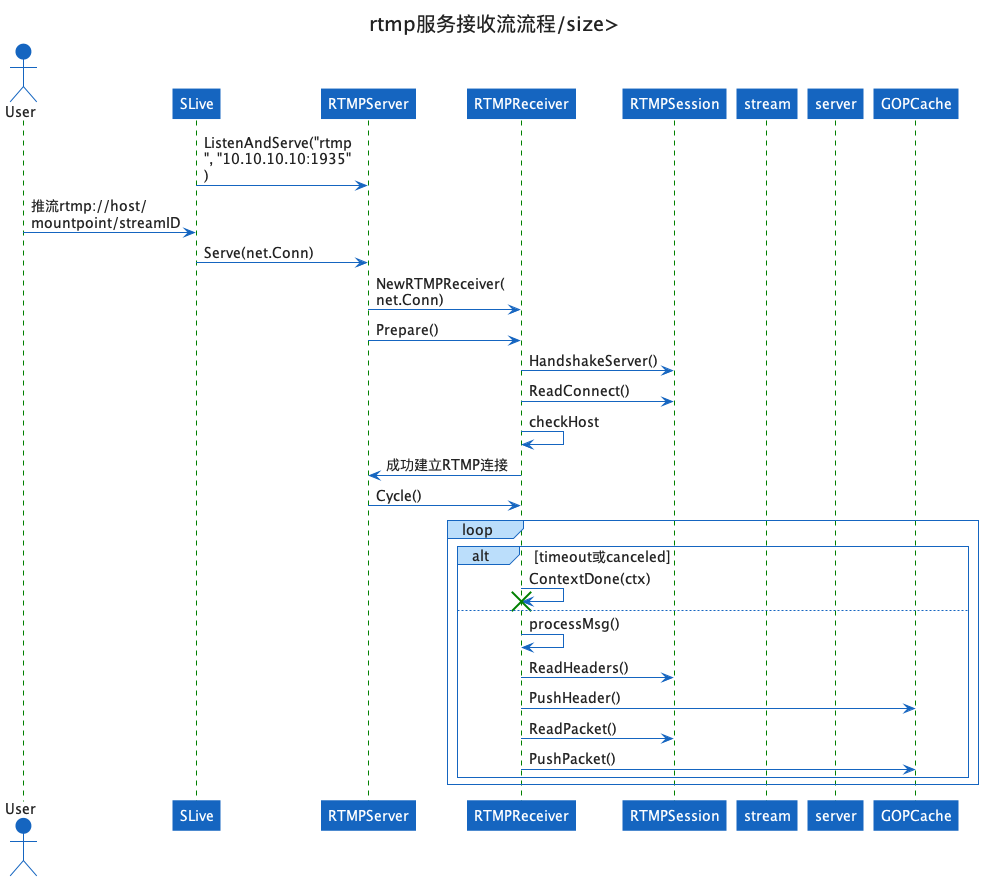 rtmp服务接收流流程/size>
User
SLive
RTMPServer
RTMPReceiver
RTMPSession
stream
server
GOPCache
ListenAndServe("rtmp
", "10.10.10.10:1935"
)
推流rtmp://host/
mountpoint/streamID
Serve(net.Conn)
NewRTMPReceiver(
net.Conn)
Prepare()
HandshakeServer()
ReadConnect()
checkHost
成功建立RTMP连接
Cycle()
loop
alt
[timeout或canceled]
ContextDone(ctx)
processMsg()
ReadHeaders()
PushHeader()
ReadPacket()
PushPacket()
User
SLive
RTMPServer
RTMPReceiver
RTMPSession
stream
server
GOPCache